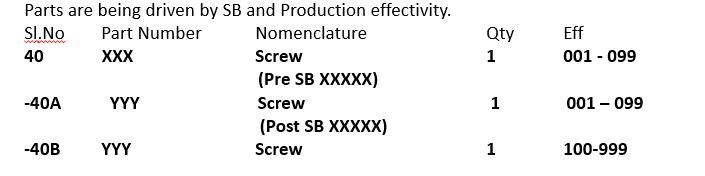 Parts are being driven by SB and Production effectivity.
Sl.No Part Number Nomenclature Qty Eff
40 XXX Screw 1 001 - 099
(Pre SB XXXXX)
-40A YYY Screw 1 001 – 099
(Post SB XXXXX)
-40B YYY Screw 1 100-999